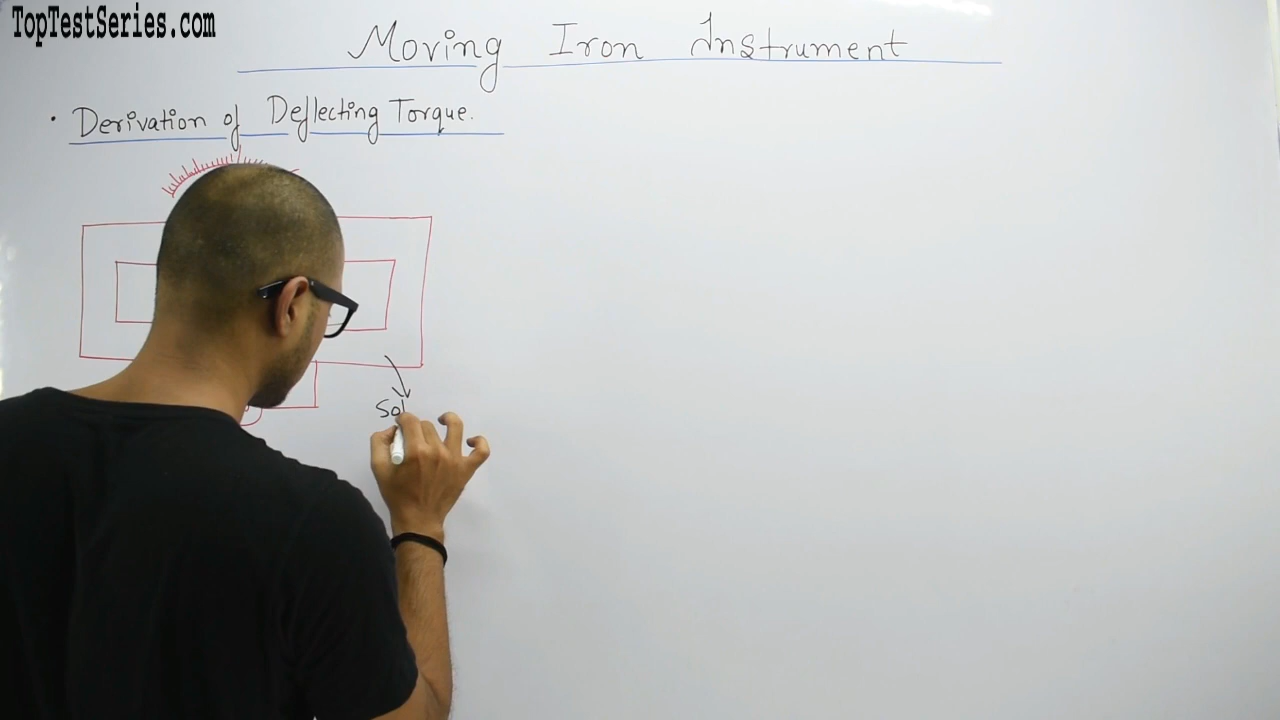 TopTestSeries.com
Moving Iron Instrument
· Derivation of Deflecting Torque.
Sol